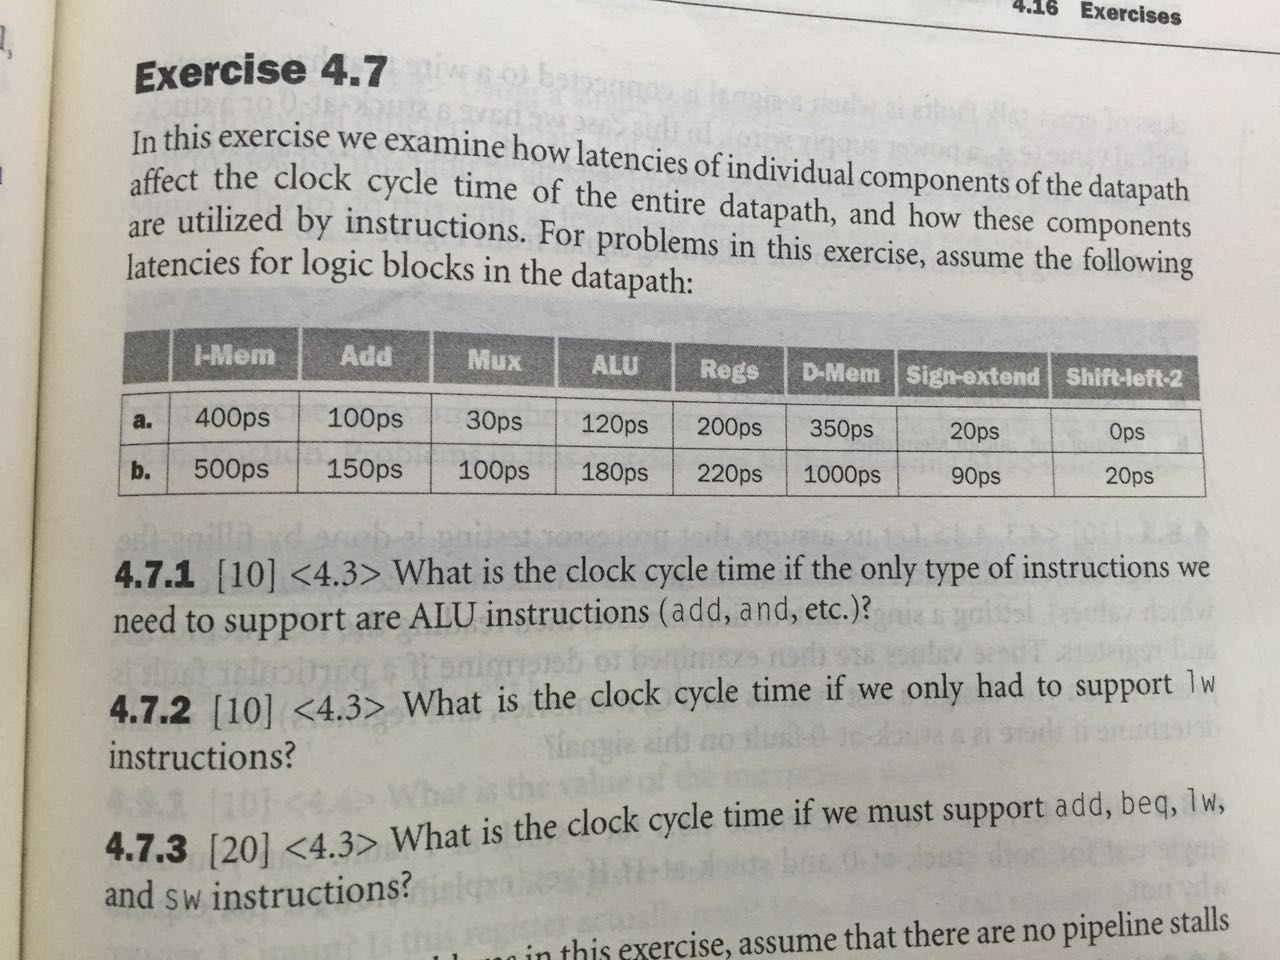 4.16 Exercises
Exercise 4.7
In this exercise we examine how latencies of individual components of the datapath
affect the clock cycle time of the entire datapath, and how these components
are utilized by instructions. For problems in this exercise, assume the following
latencies for logic blocks in the datapath:
I-Mem Add Mux ALU Regs D-Mem Sign-extend Shift-left-2
a. 400ps 100ps 30ps 120ps 200ps 350ps 20ps 0ps
b. 500ps 150ps 100ps 180ps 220ps 1000ps 90ps 20ps
4.7.1 [10] <4.3> What is the clock cycle time if the only type of instructions we
need to support are ALU instructions (add, and, etc.)?
4.7.2 [10] <4.3> What is the clock cycle time if we only had to support lw
instructions?
4.7.3 [20] <4.3> What is the clock cycle time if we must support add, beq, lw,
and sw instructions?
in this exercise, assume that there are no pipeline stalls